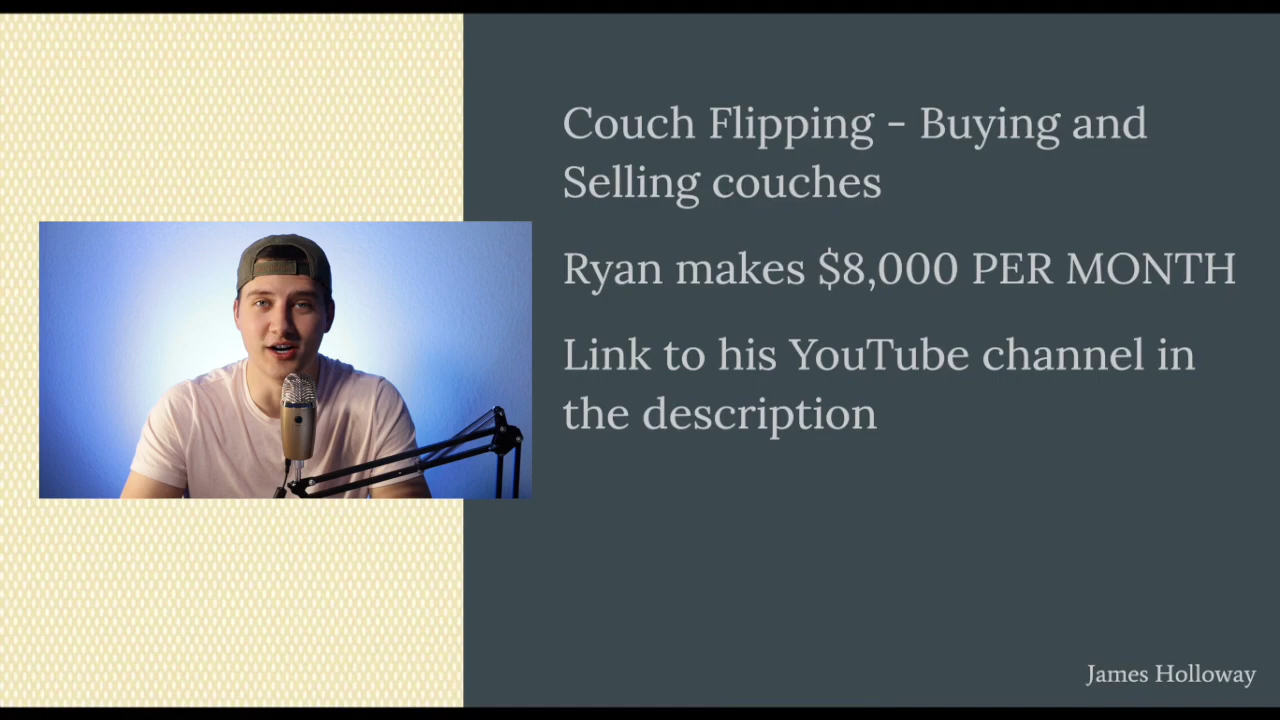 Couch Flipping - Buying and
Selling couches
Ryan makes $8,000 PER MONTH
Link to his YouTube channel in
the description
James Holloway